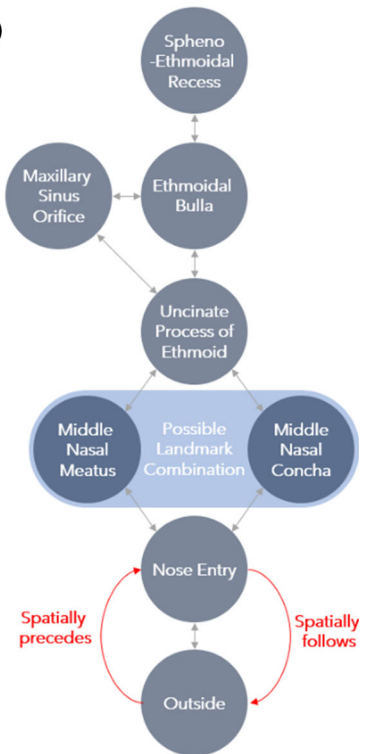 )
Spheno
-Ethmoidal
Recess
Maxillary
Sinus
Orifice
Ethmoidal
Bulla
Uncinate
Process of
Ethmoid
Middle
Nasal
Meatus
Possible
Landmark
Combination
Middle
Nasal
Concha
Nose Entry
Spatially
precedes
Spatially
follows
Outside